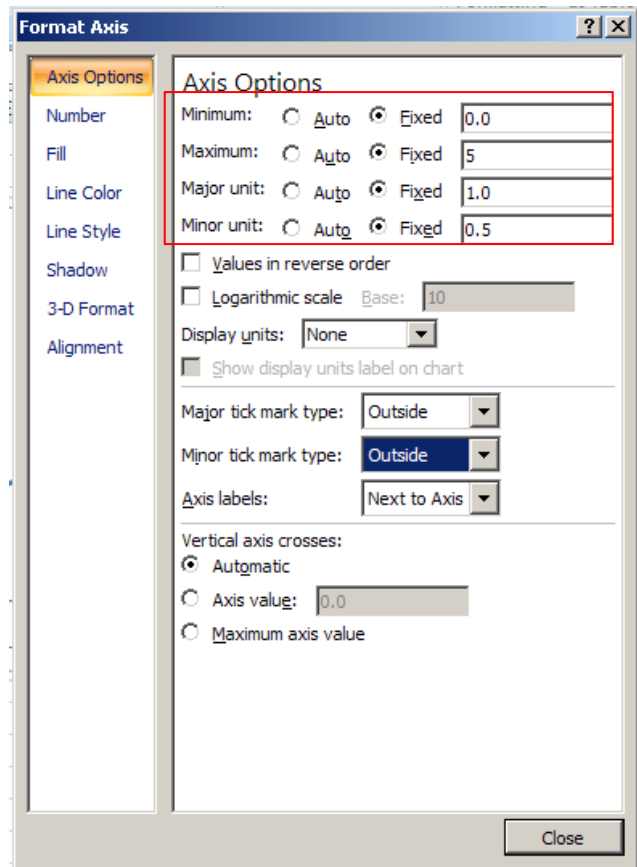 Format Axis
Axis Options
Number
Fill
Line Color
Line Style
Shadow
3-D Format
Alignment
Axis Options
Minimum: Auto Fixed 0.0
Maximum: Auto Fixed 5
Major unit: Auto Fixed 1.0
Minor unit: Auto Fixed 0.5
Values in reverse order
Logarithmic scale Base: 10
Display units: None
Show display units label on chart
Major tick mark type: Outside
Minor tick mark type: Outside
Axis labels: Next to Axis
Vertical axis crosses:
Automatic
Axis value: 0.0
Maximum axis value
Close